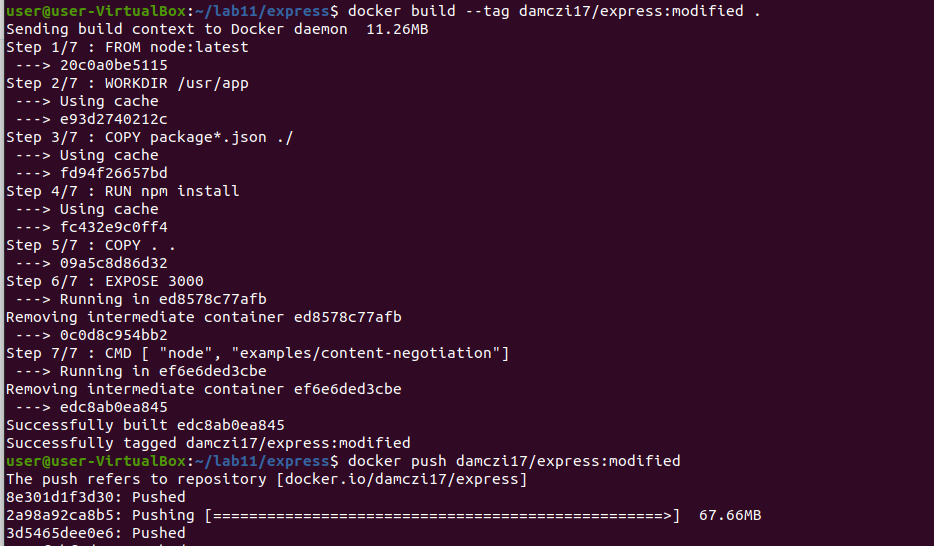 user@user-VirtualBox:~/lab11/express$ docker build --tag damczi17/express:modified .
Sending build context to Docker daemon  11.26MB
Step 1/7 : FROM node:latest
 ---> 20c0a0be5115
Step 2/7 : WORKDIR /usr/app
 ---> Using cache
 ---> e93d2740212c
Step 3/7 : COPY package*.json ./
 ---> Using cache
 ---> fd94f26657bd
Step 4/7 : RUN npm install
 ---> Using cache
 ---> fc432e9c0ff4
Step 5/7 : COPY . .
 ---> 09a5c8d86d32
Step 6/7 : EXPOSE 3000
 ---> Running in ed8578c77afb
Removing intermediate container ed8578c77afb
 ---> 0c0d8c954bb2
Step 7/7 : CMD [ "node", "examples/content-negotiation"]
 ---> Running in ef6e6ded3cbe
Removing intermediate container ef6e6ded3cbe
 ---> edc8ab0ea845
Successfully built edc8ab0ea845
Successfully tagged damczi17/express:modified
user@user-VirtualBox:~/lab11/express$ docker push damczi17/express:modified
The push refers to repository [docker.io/damczi17/express]
8e301d1f3d30: Pushed
2a98a92ca8b5: Pushing [==================================================>]  67.66MB
3d5465dee0e6: Pushed